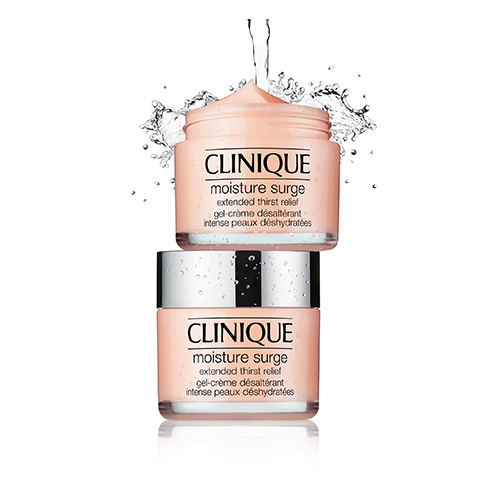 CLINIQUE
moisture surge
extended thirst relief
gel-crème désaltérant
intense peaux déshydratées
CLINIQUE
moisture surge
extended thirst relief
gel-crème désaltérant
intense peaux déshydratées